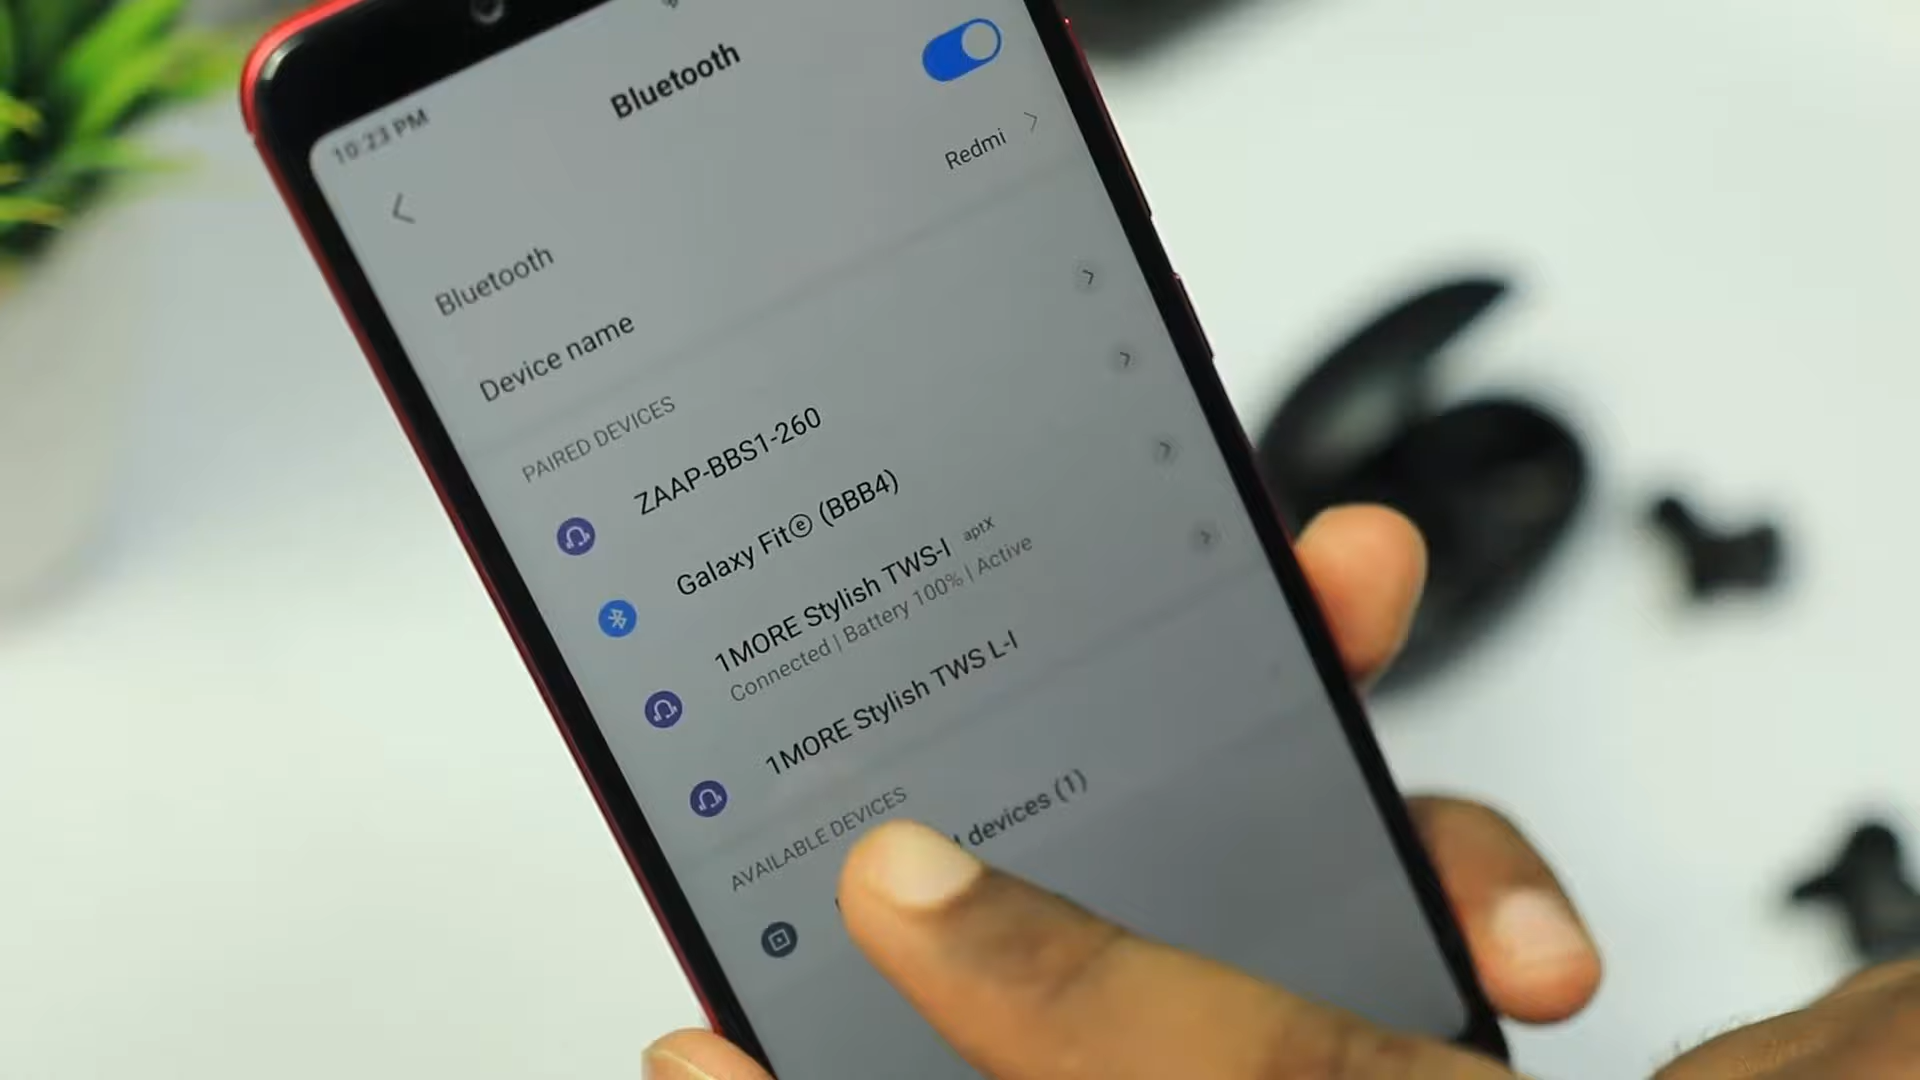 10:23 PM
Bluetooth
Bluetooth
Device name
Redmi
PAIRED DEVICES
ZAAP-BBS1-260
Galaxy Fitⓔ (BBB4)
1MORE Stylish TWS-I aptX
Connected | Battery 100% | Active
1MORE Stylish TWS L-I
AVAILABLE DEVICES
devices (1)